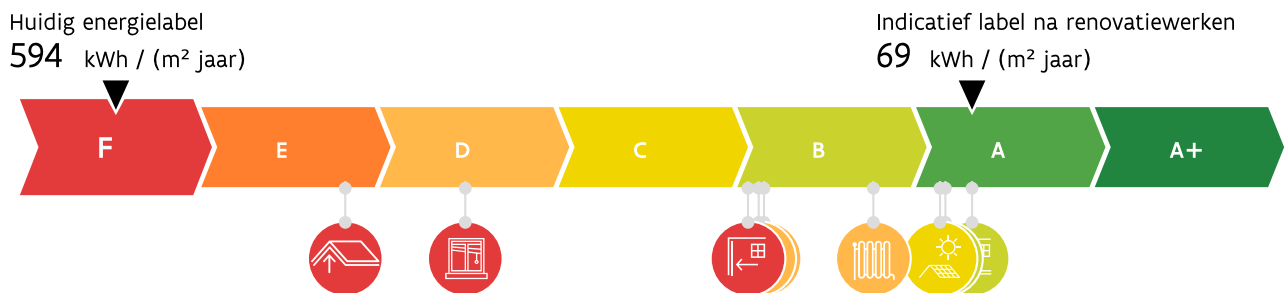 Huidig energielabel
594 kWh / (m² jaar)
Indicatief label na renovatiewerken
69 kWh / (m² jaar)
F E D C B A A+